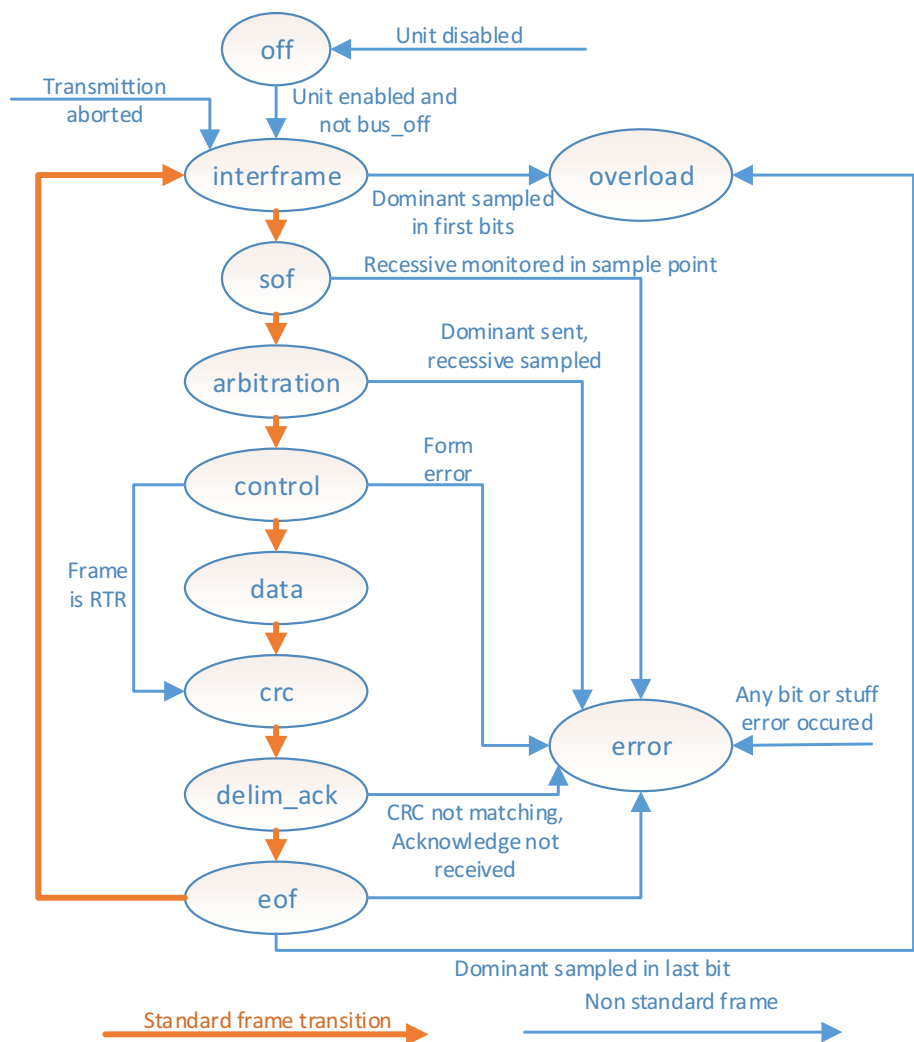 off
Unit disabled
Transmittion
aborted
Unit enabled and
not bus_off
interframe
overload
Dominant sampled
in first bits
sof
Recessive monitored in sample point
Dominant sent,
recessive sampled
arbitration
Form
error
control
Frame
is RTR
data
crc
Any bit or stuff
error occured
error
delim_ack
CRC not matching,
Acknowledge not
received
eof
Dominant sampled in last bit
Standard frame transition
Non standard frame